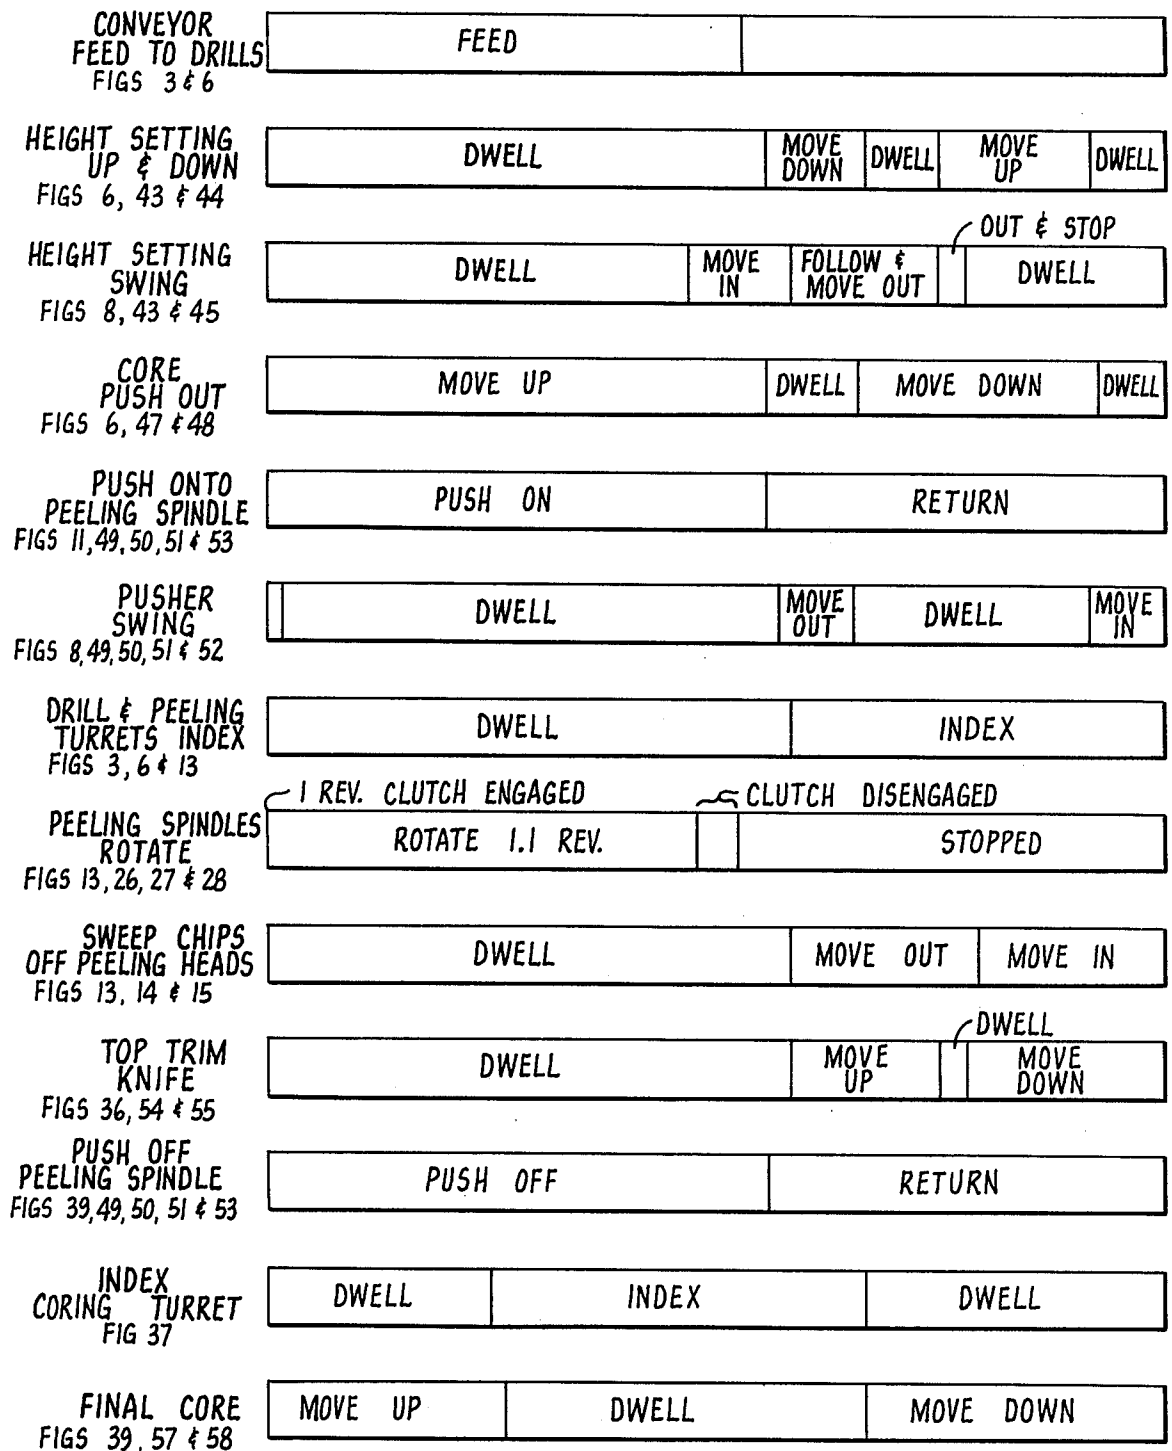 CONVEYOR
FEED TO DRILLS
FIGS 3 & 6
FEED
HEIGHT SETTING
UP & DOWN
FIGS 6, 43 & 44
DWELL
MOVE
DOWN
DWELL
MOVE
UP
DWELL
OUT & STOP
HEIGHT SETTING
SWING
FIGS 8, 43 & 45
DWELL
MOVE
IN
FOLLOW &
MOVE OUT
DWELL
CORE
PUSH OUT
FIGS 6, 47 & 48
MOVE UP
DWELL
MOVE DOWN
DWELL
PUSH ONTO
PEELING SPINDLE
FIGS 11, 49, 50, 51 & 53
PUSH ON
RETURN
PUSHER
SWING
FIGS 8, 49, 50, 51 & 52
DWELL
MOVE
OUT
DWELL
MOVE
IN
DRILL & PEELING
TURRETS INDEX
FIGS 3, 6 & 13
DWELL
INDEX
1 REV. CLUTCH ENGAGED
CLUTCH DISENGAGED
PEELING SPINDLES
ROTATE
FIGS 13, 26, 27 & 28
ROTATE 1.1 REV.
STOPPED
SWEEP CHIPS
OFF PEELING HEADS
FIGS 13, 14 & 15
DWELL
MOVE OUT
MOVE IN
DWELL
TOP TRIM
KNIFE
FIGS 36, 54 & 55
DWELL
MOVE
UP
MOVE
DOWN
PUSH OFF
PEELING SPINDLE
FIGS 39, 49, 50, 51 & 53
PUSH OFF
RETURN
INDEX
CORING TURRET
FIG 37
DWELL
INDEX
DWELL
FINAL CORE
FIGS 39, 57 & 58
MOVE UP
DWELL
MOVE DOWN